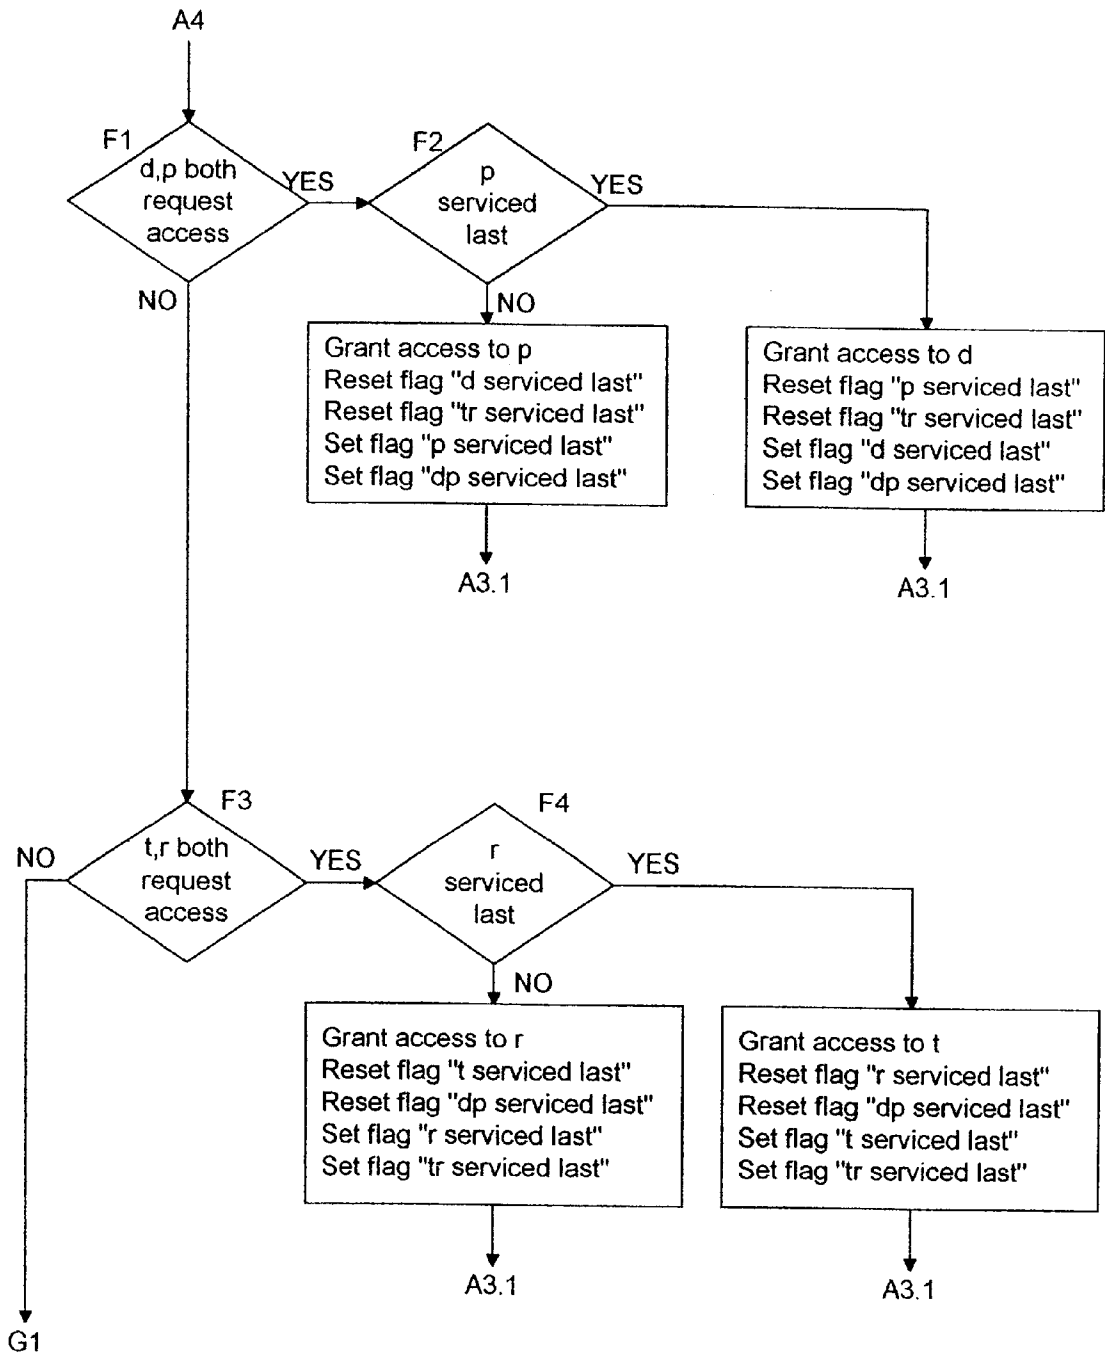 A4
F1
d,p both
request
access
YES
NO
F2
p
serviced
last
YES
NO
Grant access to p
Reset flag "d serviced last"
Reset flag "tr serviced last"
Set flag "p serviced last"
Set flag "dp serviced last"
A3.1
Grant access to d
Reset flag "p serviced last"
Reset flag "tr serviced last"
Set flag "d serviced last"
Set flag "dp serviced last"
A3.1
F3
t,r both
request
access
NO
YES
F4
r
serviced
last
YES
NO
Grant access to r
Reset flag "t serviced last"
Reset flag "dp serviced last"
Set flag "r serviced last"
Set flag "tr serviced last"
A3.1
Grant access to t
Reset flag "r serviced last"
Reset flag "dp serviced last"
Set flag "t serviced last"
Set flag "tr serviced last"
A3.1
G1